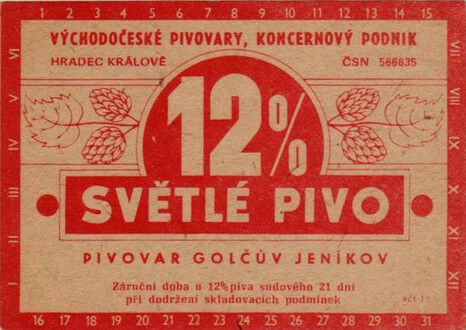 1 2 3 4 5 6 7 8 9 10 11 12 13 14 15
VÝCHODOČESKÉ PIVOVARY, KONCERNOVÝ PODNIK
HRADEC KRÁLOVÉ ČSN 566635
12%
SVĚTLÉ PIVO
PIVOVAR GOLČŮV JENÍKOV
Záruční doba u 12% piva sudového 21 dní
při dodržení skladovacích podmínek
16 17 18 19 20 21 22 23 24 25 26 27 28 29 30 31
I II III IV V VI
VII VIII IX X XI XII